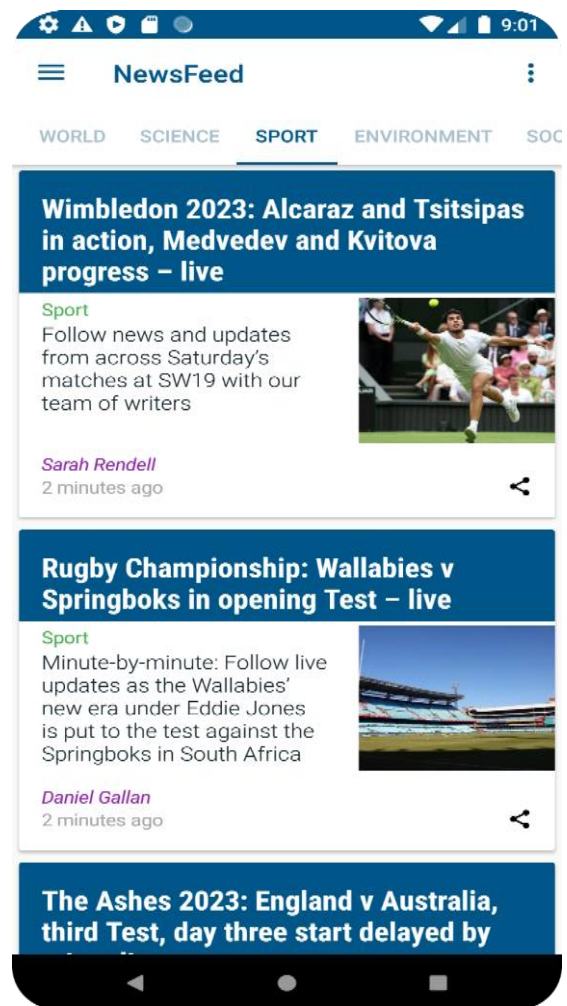 9:01
NewsFeed
WORLD SCIENCE SPORT ENVIRONMENT SOC
Wimbledon 2023: Alcaraz and Tsitsipas
in action, Medvedev and Kvitova
progress – live
Sport
Follow news and updates
from across Saturday's
matches at SW19 with our
team of writers
Sarah Rendell
2 minutes ago
Rugby Championship: Wallabies v
Springboks in opening Test – live
Sport
Minute-by-minute: Follow live
updates as the Wallabies'
new era under Eddie Jones
is put to the test against the
Springboks in South Africa
Daniel Gallan
2 minutes ago
The Ashes 2023: England v Australia,
third Test, day three start delayed by